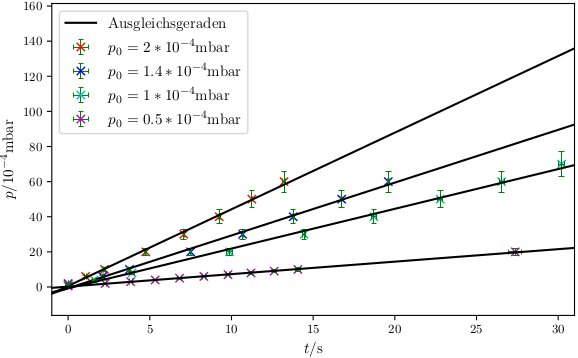 160
140
120
100
80
60
40
20
0
p/10⁻⁴mbar
Ausgleichsgeraden
p₀ = 2 * 10⁻⁴mbar
p₀ = 1.4 * 10⁻⁴mbar
p₀ = 1 * 10⁻⁴mbar
p₀ = 0.5 * 10⁻⁴mbar
0 5 10 15 20 25 30
t/s